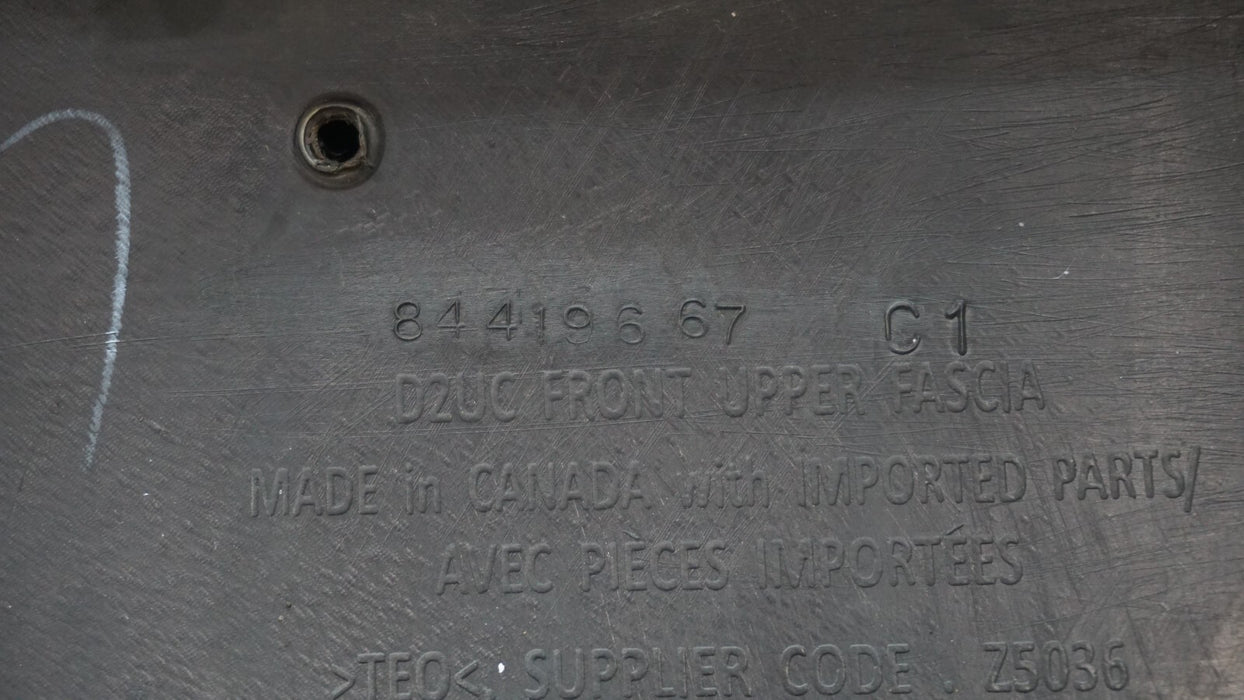 84419667 C1
D2UC FRONT UPPER FASCIA
MADE in CANADA with IMPORTED PARTS/
AVEC PIÈCES IMPORTÉES
>TEO<. SUPPLIER CODE . Z5036